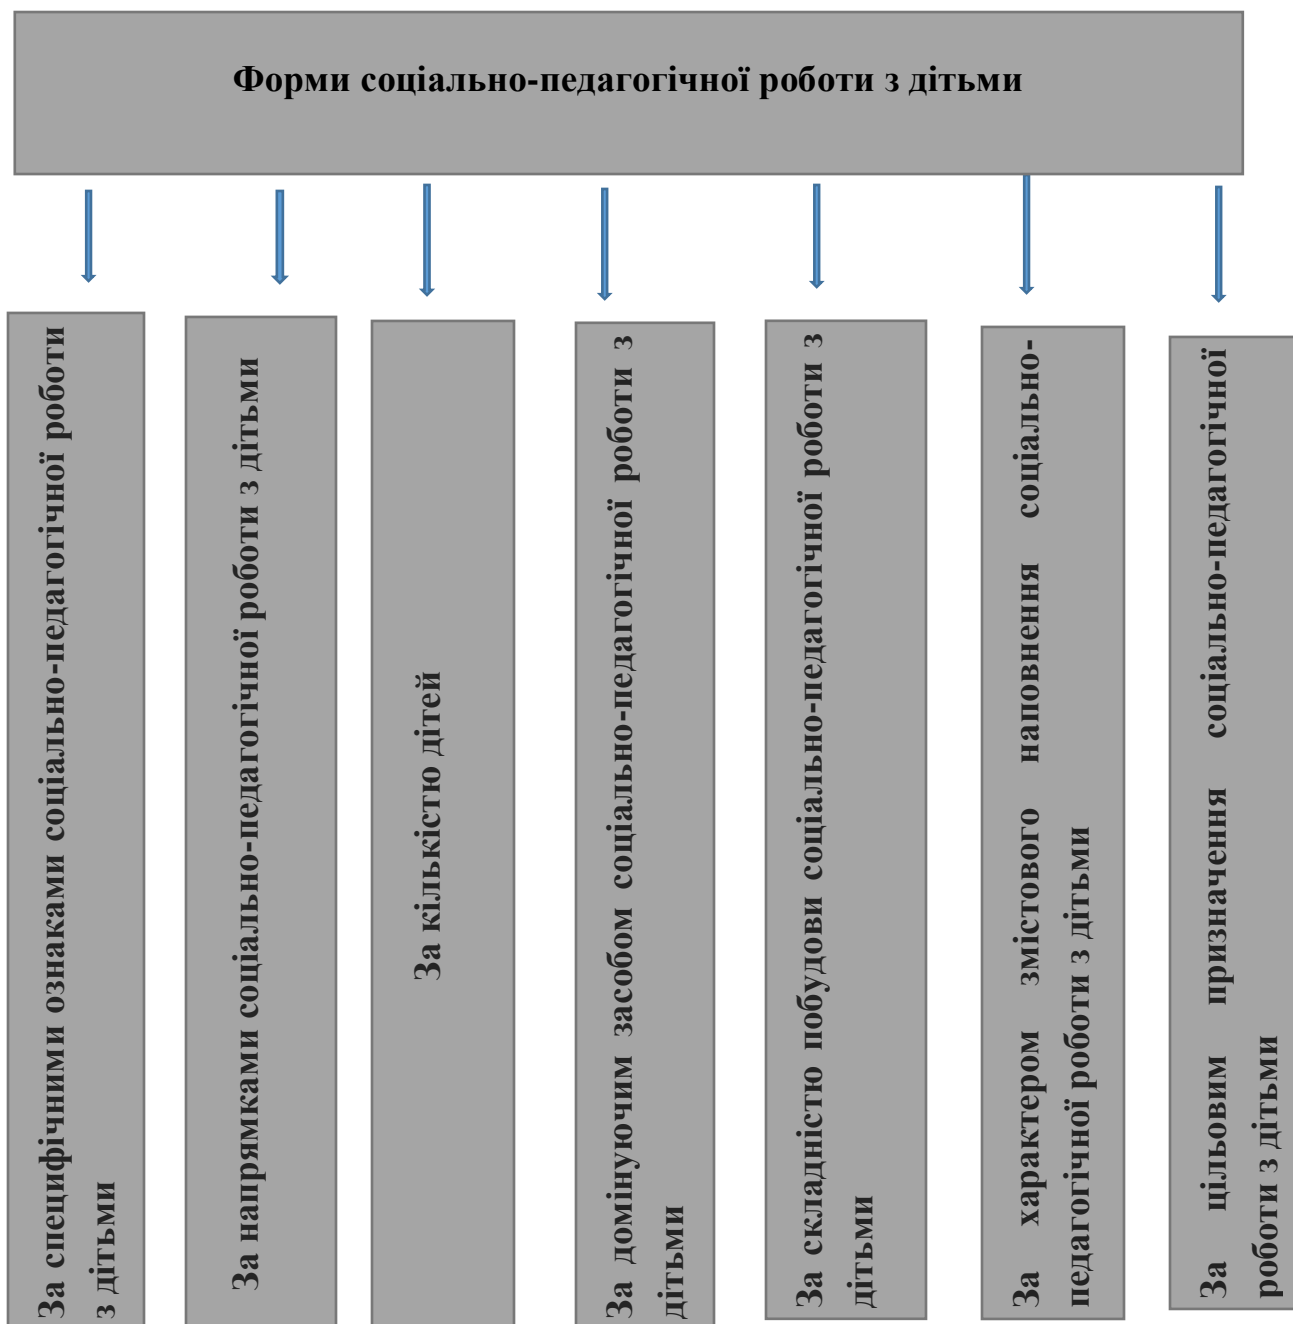 Форми соціально-педагогічної роботи з дітьми
За специфічними ознаками соціально-педагогічної роботи
з дітьми
За напрямками соціально-педагогічної роботи з дітьми
За кількістю дітей
За домінуючим засобом соціально-педагогічної роботи з
дітьми
За складністю побудови соціально-педагогічної роботи з
дітьми
За характером змістового наповнення соціально-
педагогічної роботи з дітьми
За цільовим призначення соціально-педагогічної
роботи з дітьми